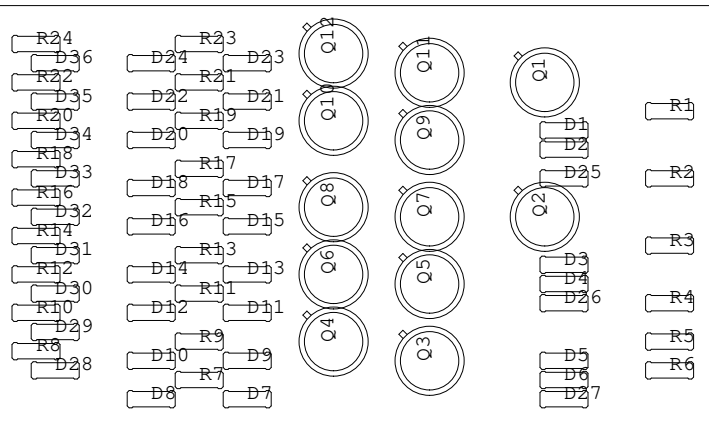 R24 R23 Q12 Q11
D36 D24 D23 Q1
R22 R21
D35 D22 D21 Q10 R1
R20 R19 Q9 D1
D34 D20 D19 D2
R18 R17
D33 D18 D17 D25 R2
R16 R15 Q8 Q7 Q2
D32 D16 D15
R14 R13 R3
D31 D14 D13 Q6 Q5 D3
R12 R11 D4
D30 D12 D11 D26 R4
R10 R9 Q4 Q3 R5
D29 D10 D9 D5
R8 R7 D6 R6
D28 D8 D7 D27